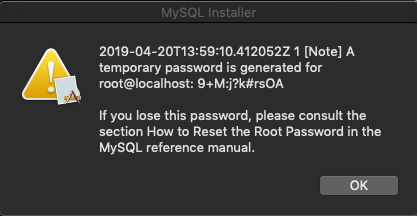 MySQL Installer
2019-04-20T13:59:10.412052Z 1 [Note] A
temporary password is generated for
root@localhost: 9+M:j?k#rsOA
If you lose this password, please consult the
section How to Reset the Root Password in the
MySQL reference manual.
OK